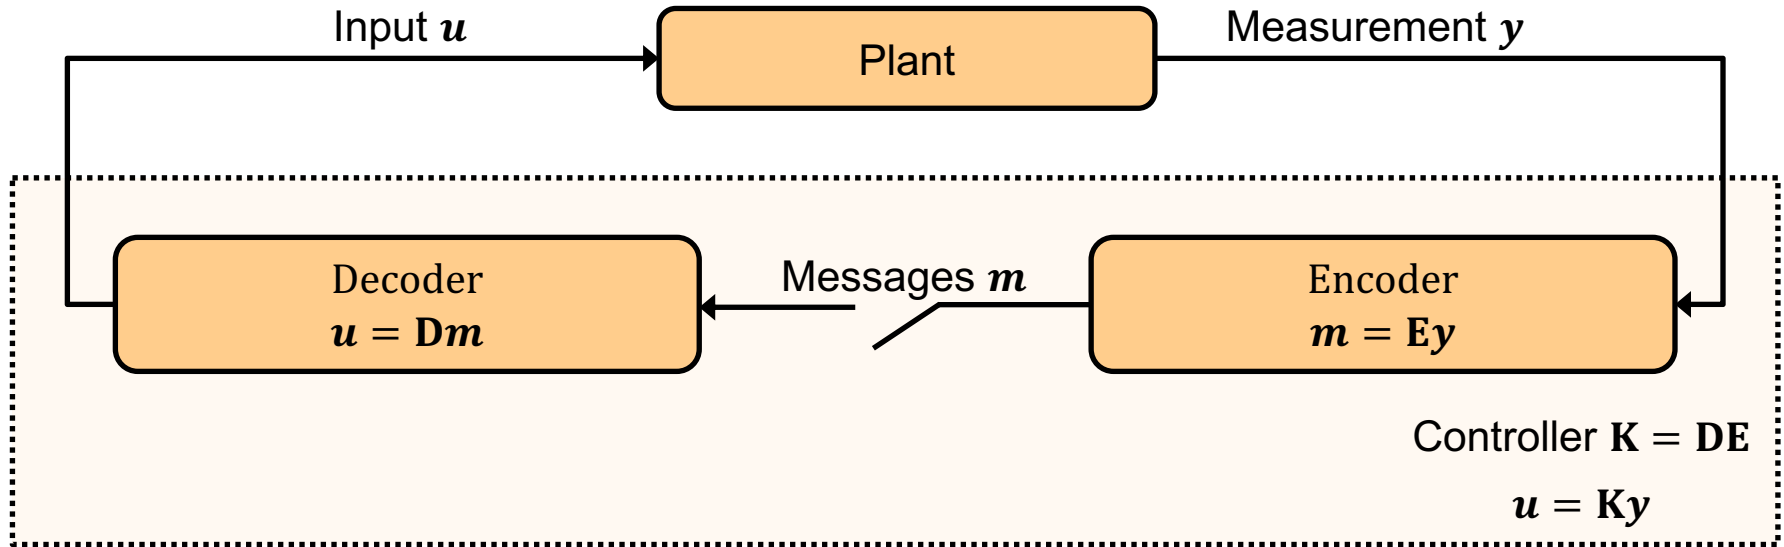 Input u
Plant
Measurement y
Decoder
u = Dm
Messages m
Encoder
m = Ey
Controller K = DE
u = Ky